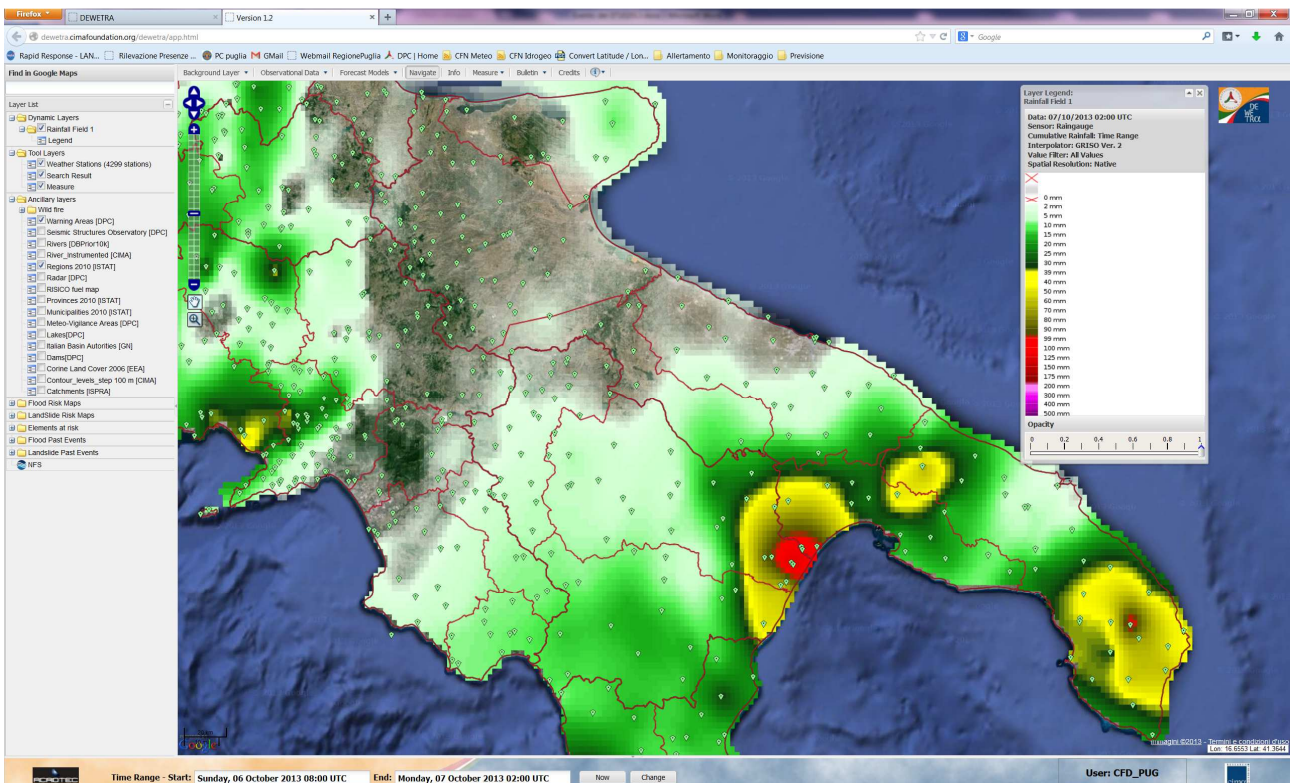 Firefox
DEWETRA
Version 1.2
dewetra.cimafoundation.org/dewetra/app.html
Google
Rapid Response - LAN... Rilevazione Presenze ... PC puglia GMail Webmail RegionePuglia DPC | Home CFN Meteo CFN Idrogeo Convert Latitude / Lon... Allertamento Monitoraggio Previsione
Find in Google Maps
Background Layer Observational Data Forecast Models Navigate Info Measure Bulletin Credits
Layer List
Dynamic Layers
Rainfall Field 1
Legend
Tool Layers
Weather Stations (4299 stations)
Search Result
Measure
Ancillary layers
Wild fire
Warning Areas [DPC]
Seismic Structures Observatory [DPC]
Rivers [DBPrior10k]
River_Instrumented [CIMA]
Regions 2010 [ISTAT]
Radar [DPC]
RISICO fuel map
Provinces 2010 [ISTAT]
Municipalities 2010 [ISTAT]
Meteo-Vigilance Areas [DPC]
Lakes[DPC]
Italian Basin Autorities [GN]
Dams[DPC]
Corine Land Cover 2006 [EEA]
Contour_levels_step 100 m [CIMA]
Catchments [ISPRA]
Flood Risk Maps
LandSlide Risk Maps
Elements at risk
Flood Past Events
Landslide Past Events
NFS
Layer Legend:
Rainfall Field 1
Data: 07/10/2013 02:00 UTC
Sensor: Raingauge
Cumulative Rainfall: Time Range
Interpolator: GRISO Ver. 2
Value Filter: All Values
Spatial Resolution: Native
0 mm
2 mm
5 mm
10 mm
15 mm
20 mm
25 mm
30 mm
39 mm
40 mm
50 mm
60 mm
70 mm
80 mm
90 mm
99 mm
100 mm
125 mm
150 mm
175 mm
200 mm
300 mm
400 mm
500 mm
Opacity
0 0.2 0.4 0.6 0.8 1
DE
WE
TRA
Google
Immagini ©2013 - Termini e condizioni d'uso
Lon: 16.6553 Lat: 41.3644
ACROTEC
Time Range - Start: Sunday, 06 October 2013 08:00 UTC End: Monday, 07 October 2013 02:00 UTC Now Change
User: CFD_PUG
cima